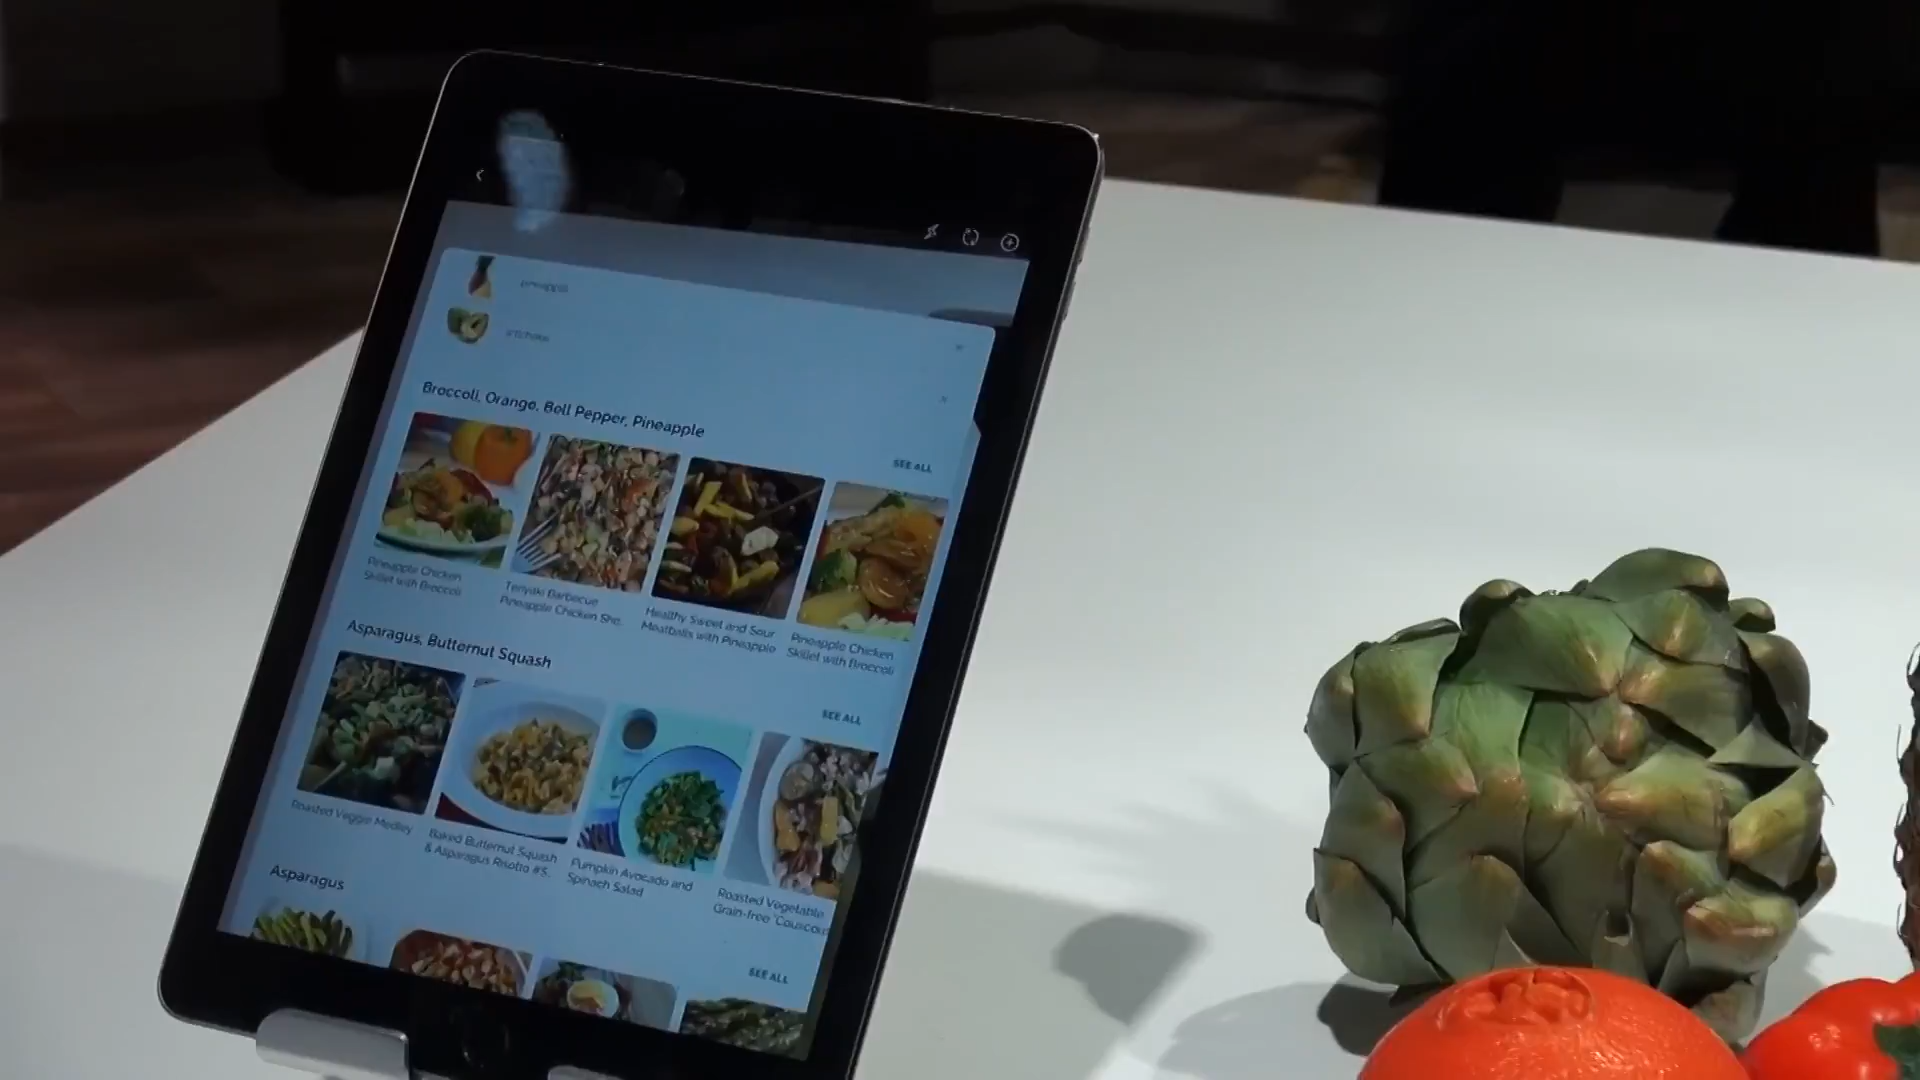 pineapple
artichoke
Broccoli, Orange, Bell Pepper, Pineapple
SEE ALL
Pineapple Chicken
Skillet with Broccoli
Teriyaki Barbecue
Pineapple Chicken She..
Healthy Sweet and Sour
Meatballs with Pineapple
Pineapple Chicken
Skillet with Broccoli
Asparagus, Butternut Squash
SEE ALL
Roasted Veggie Medley
Baked Butternut Squash
& Asparagus Risotto #S..
Pumpkin Avocado and
Spinach Salad
Roasted Vegetable
Grain-free 'Couscous
Asparagus
SEE ALL